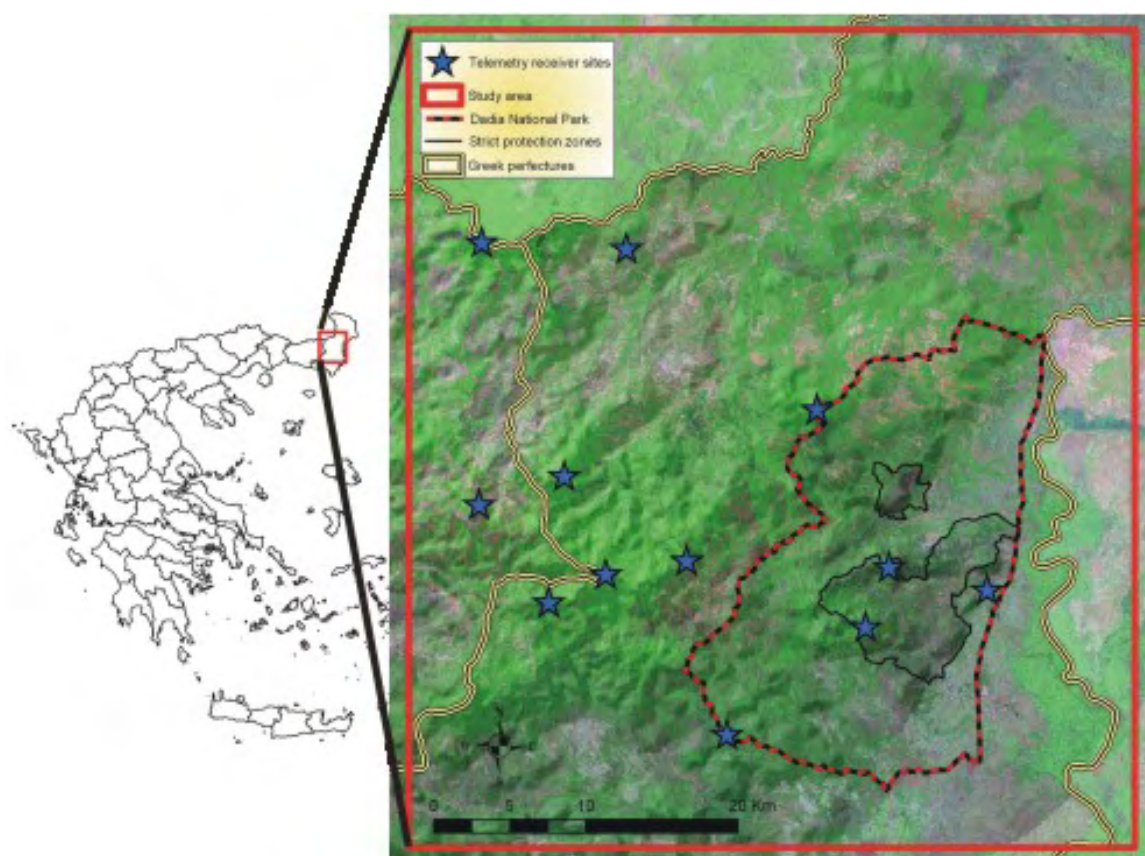 Telemetry receiver sites
Study area
Dadia National Park
Strict protection zones
Greek perfectures
0 5 10 20 Km